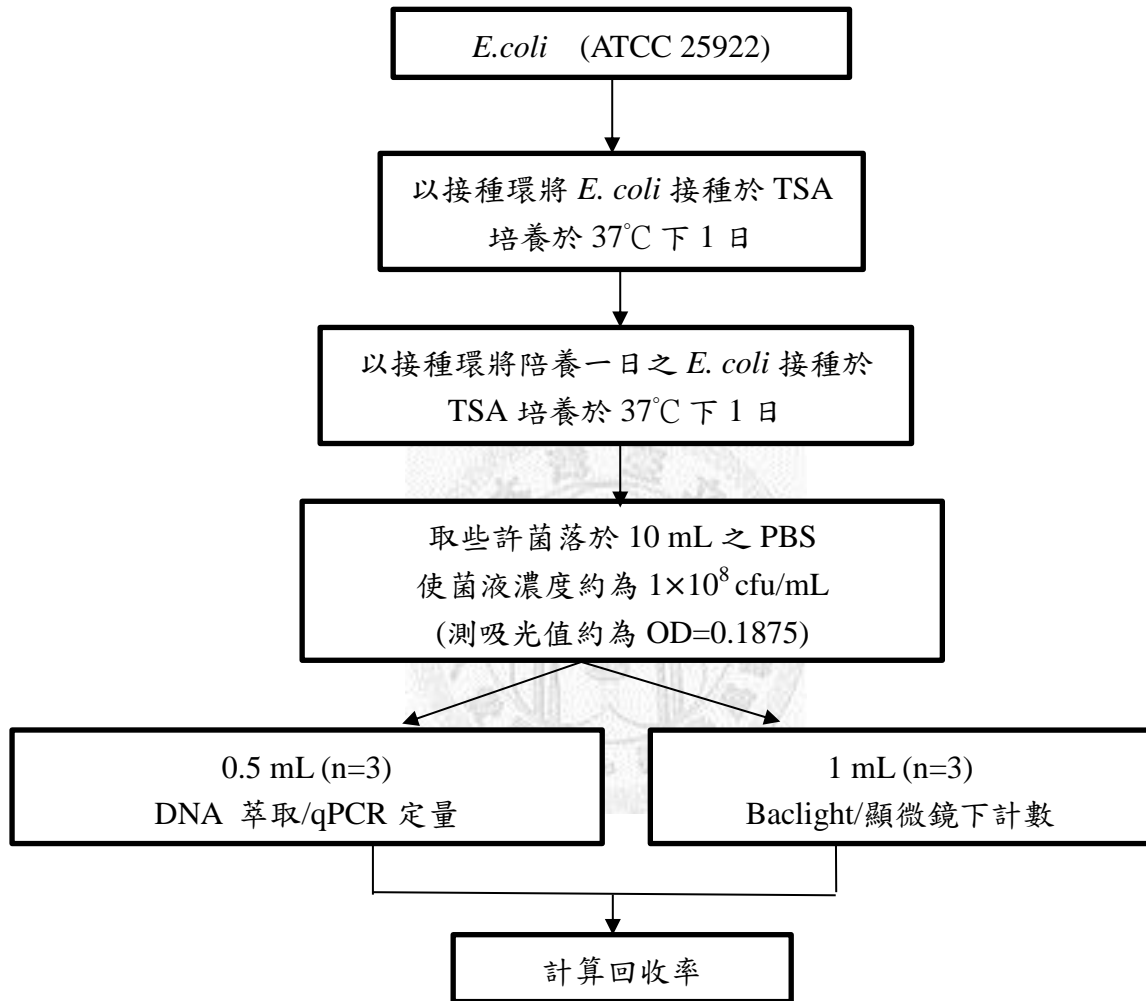 E.coli (ATCC 25922)
以接種環將 E. coli 接種於 TSA
培養於 37℃ 下 1 日
以接種環將陪養一日之 E. coli 接種於
TSA 培養於 37℃ 下 1 日
取些許菌落於 10 mL 之 PBS
使菌液濃度約為 1×10⁸ cfu/mL
(測吸光值約為 OD=0.1875)
0.5 mL (n=3)
DNA 萃取/qPCR 定量
1 mL (n=3)
Baclight/顯微鏡下計數
計算回收率